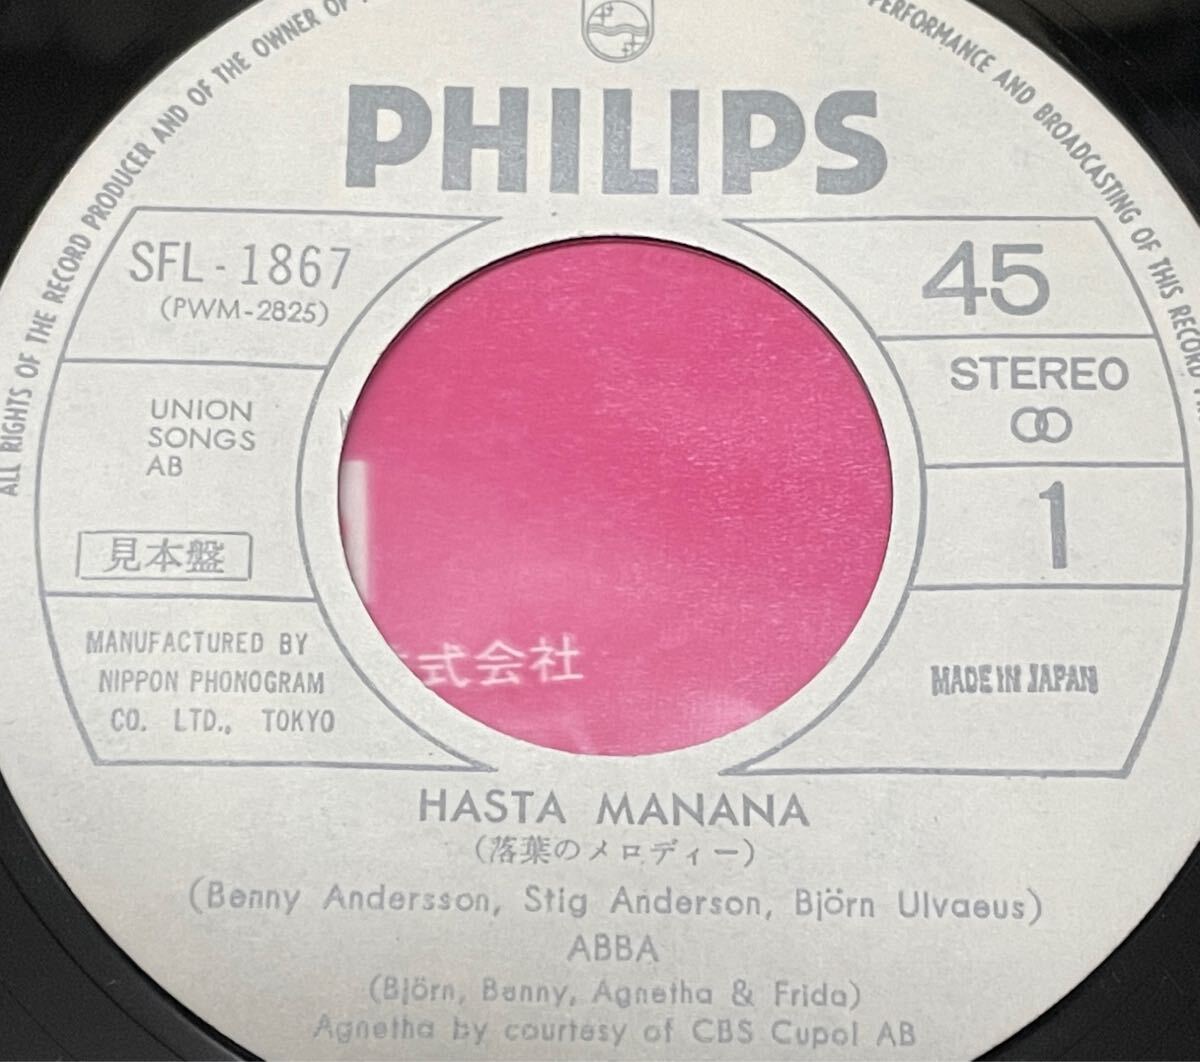 ALL RIGHTS OF THE RECORD PRODUCER AND OF THE OWNER OF
PERFORMANCE AND BROADCASTING OF THIS RECORD
PHILIPS
SFL-1867
(PWM-2825)
45
STEREO
UNION
SONGS
AB
1
見本盤
MANUFACTURED BY
NIPPON PHONOGRAM
CO. LTD., TOKYO
MADE IN JAPAN
式会社
HASTA MANANA
(落葉のメロディー)
(Benny Andersson, Stig Anderson, Björn Ulvaeus)
ABBA
(Björn, Benny, Agnetha & Frida)
Agnetha by courtesy of CBS Cupol AB